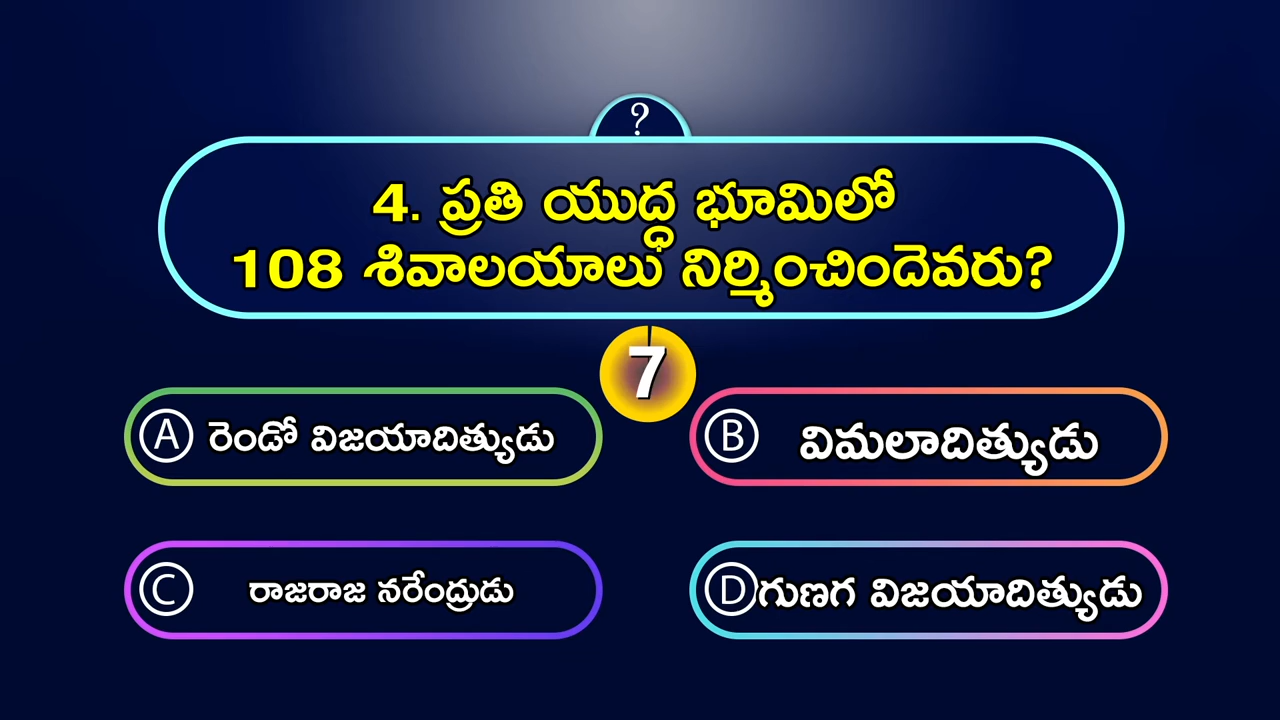 ?
4. ప్రతి యుద్ధ భూమిలో
108 శివాలయాలు నిర్మించిందెవరు?
7
A రెండో విజయాదిత్యుడు
B విమలాదిత్యుడు
C రాజరాజ నరేంద్రుడు
D గుణగ విజయాదిత్యుడు